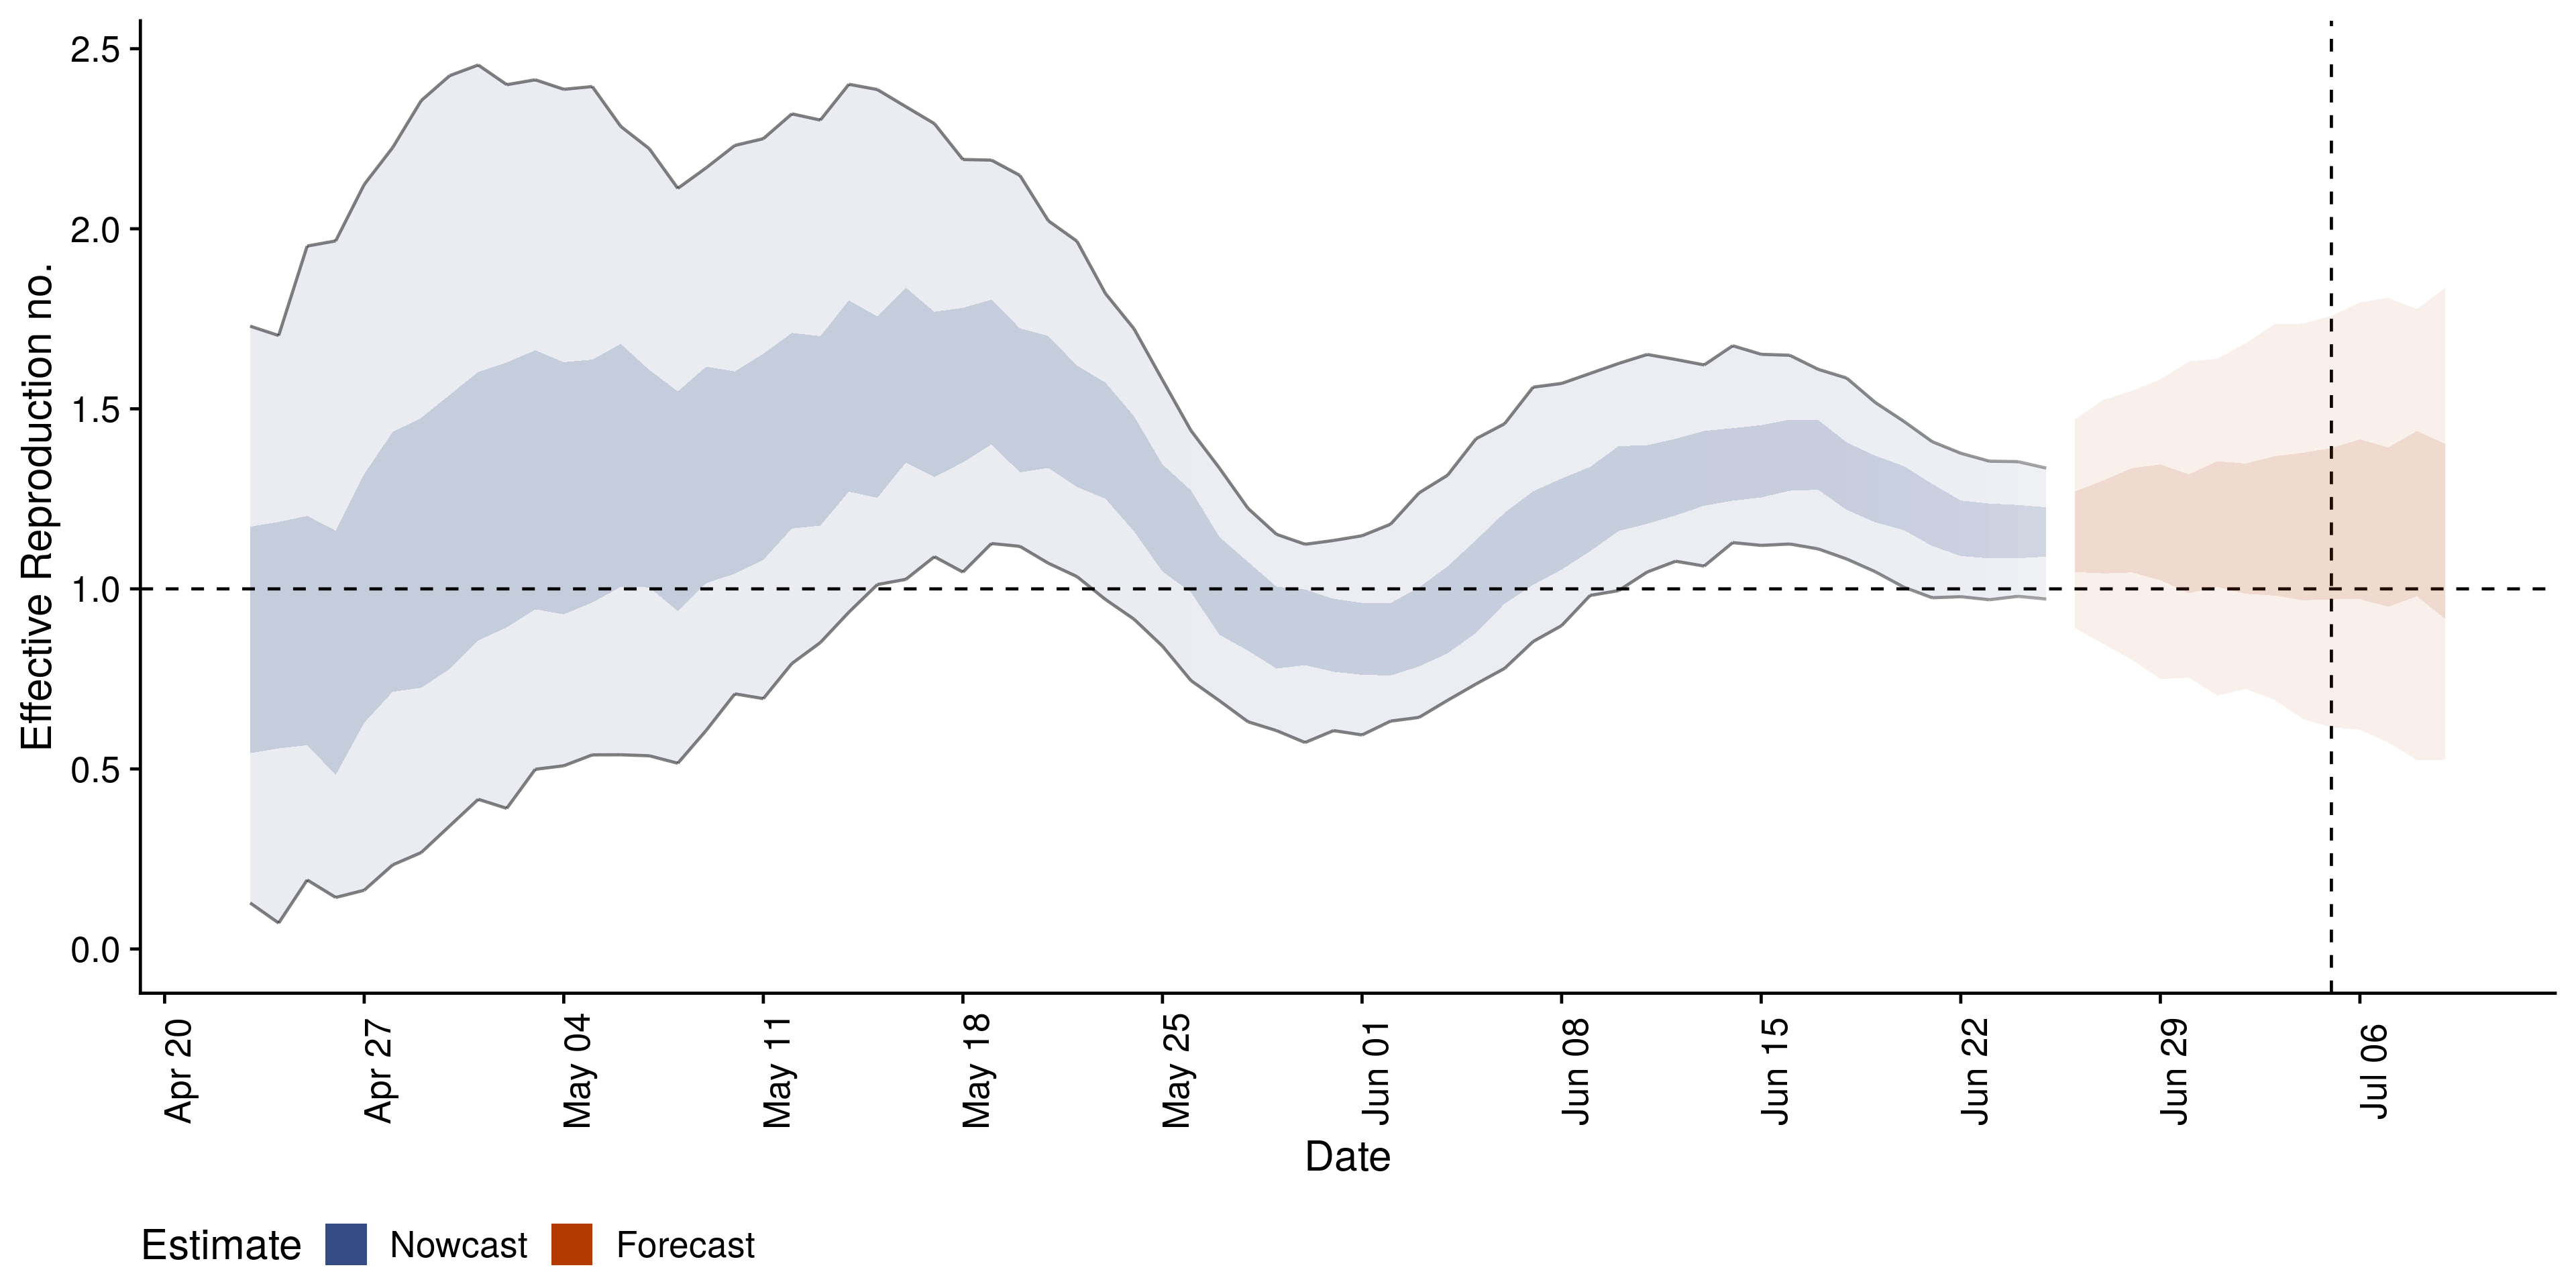 Effective Reproduction no.
2.5
2.0
1.5
1.0
0.5
0.0
Apr 20
Apr 27
May 04
May 11
May 18
May 25
Jun 01
Jun 08
Jun 15
Jun 22
Jun 29
Jul 06
Date
Estimate Nowcast Forecast